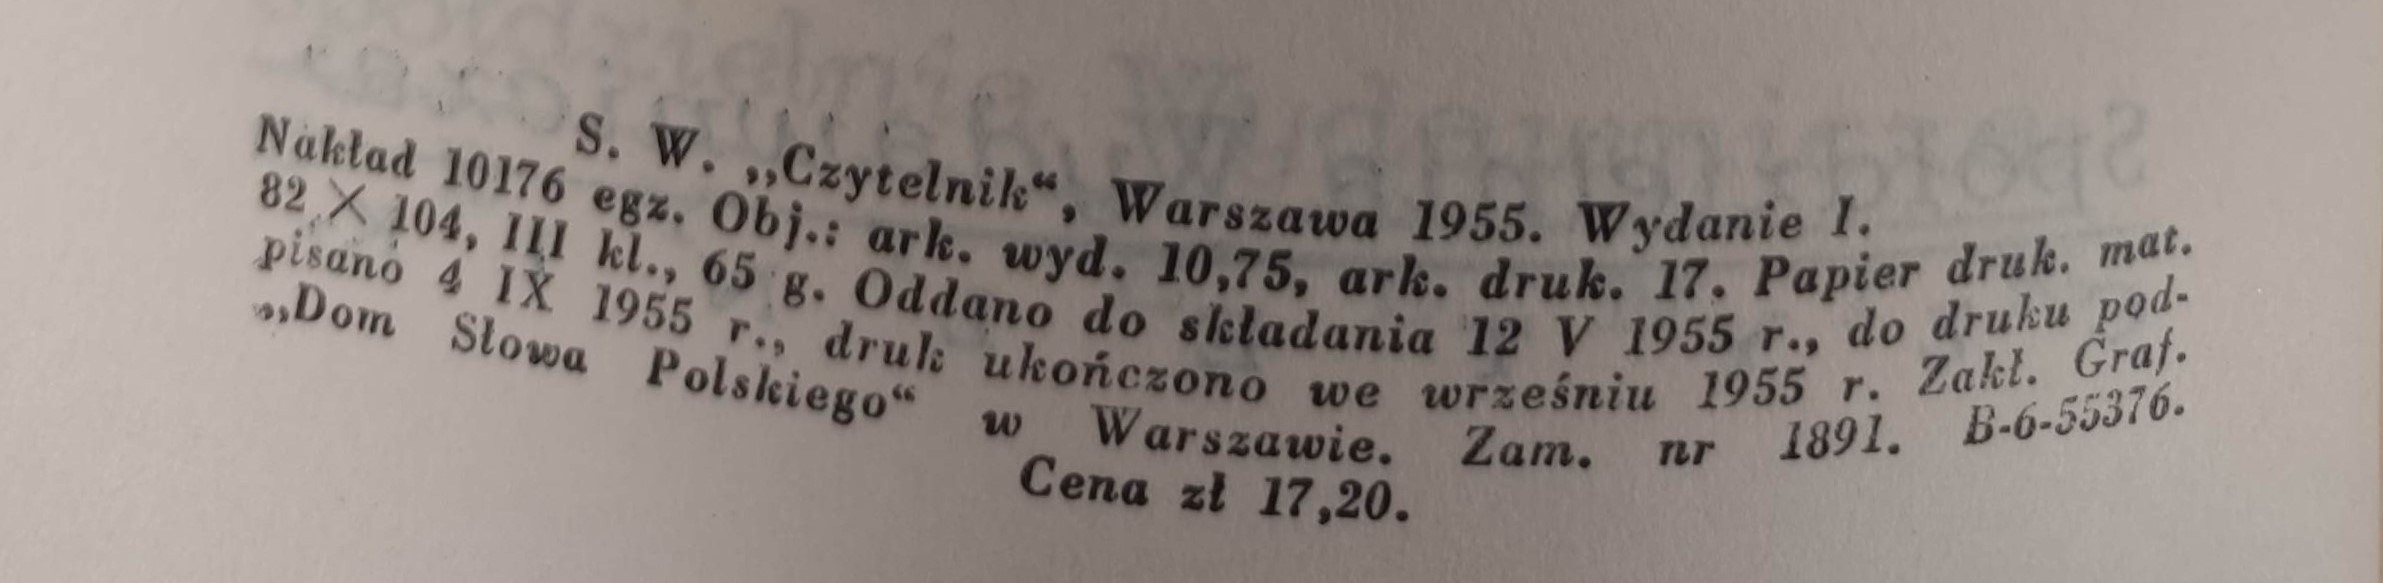 S. W. „Czytelnik“, Warszawa 1955. Wydanie I.
Nakład 10176 egz. Obj.: ark. wyd. 10,75, ark. druk. 17. Papier druk. mat.
82 × 104, III kl., 65 g. Oddano do składania 12 V 1955 r., do druku pod-
pisano 4 IX 1955 r., druk ukończono we wrześniu 1955 r. Zakł. Graf.
„Dom Słowa Polskiego“ w Warszawie. Zam. nr 1891. B-6-55376.
Cena zł 17,20.